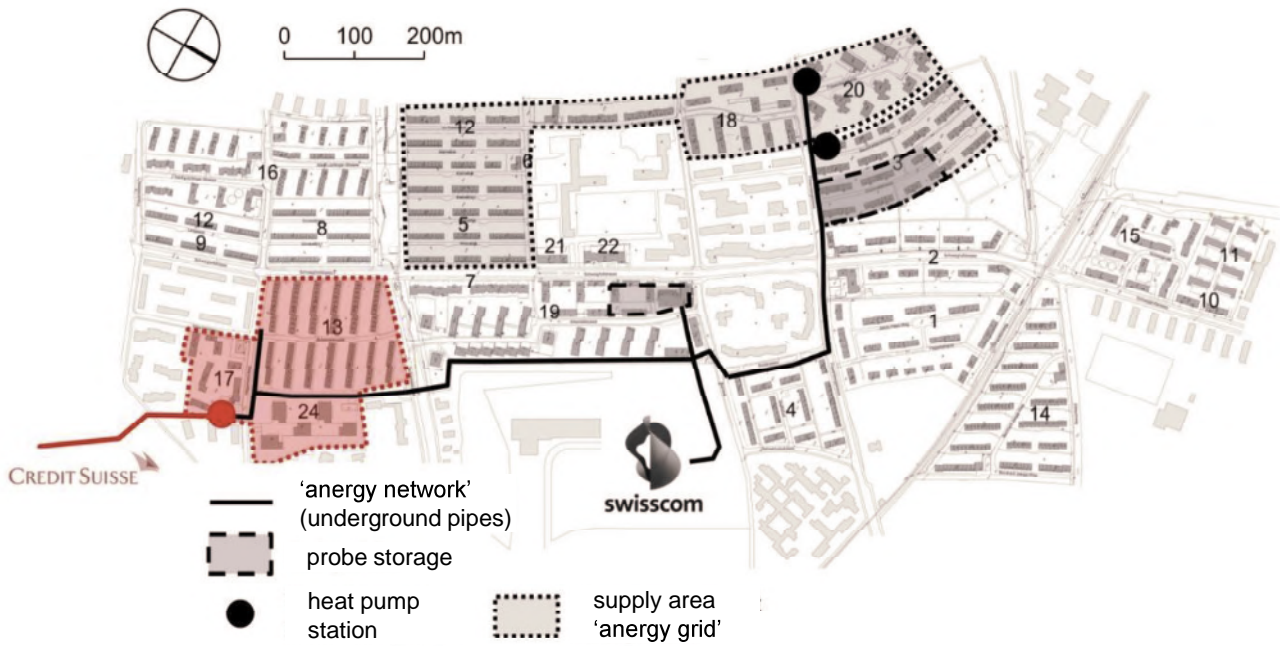 0 100 200m
20
12 18
6 3
16
12 8 5
9 21 22 2 15 11
7 10
19 1
13
17
24 4 14
CREDIT SUISSE
swisscom
‘anergy network’
(underground pipes)
probe storage
heat pump
station
supply area
‘anergy grid’